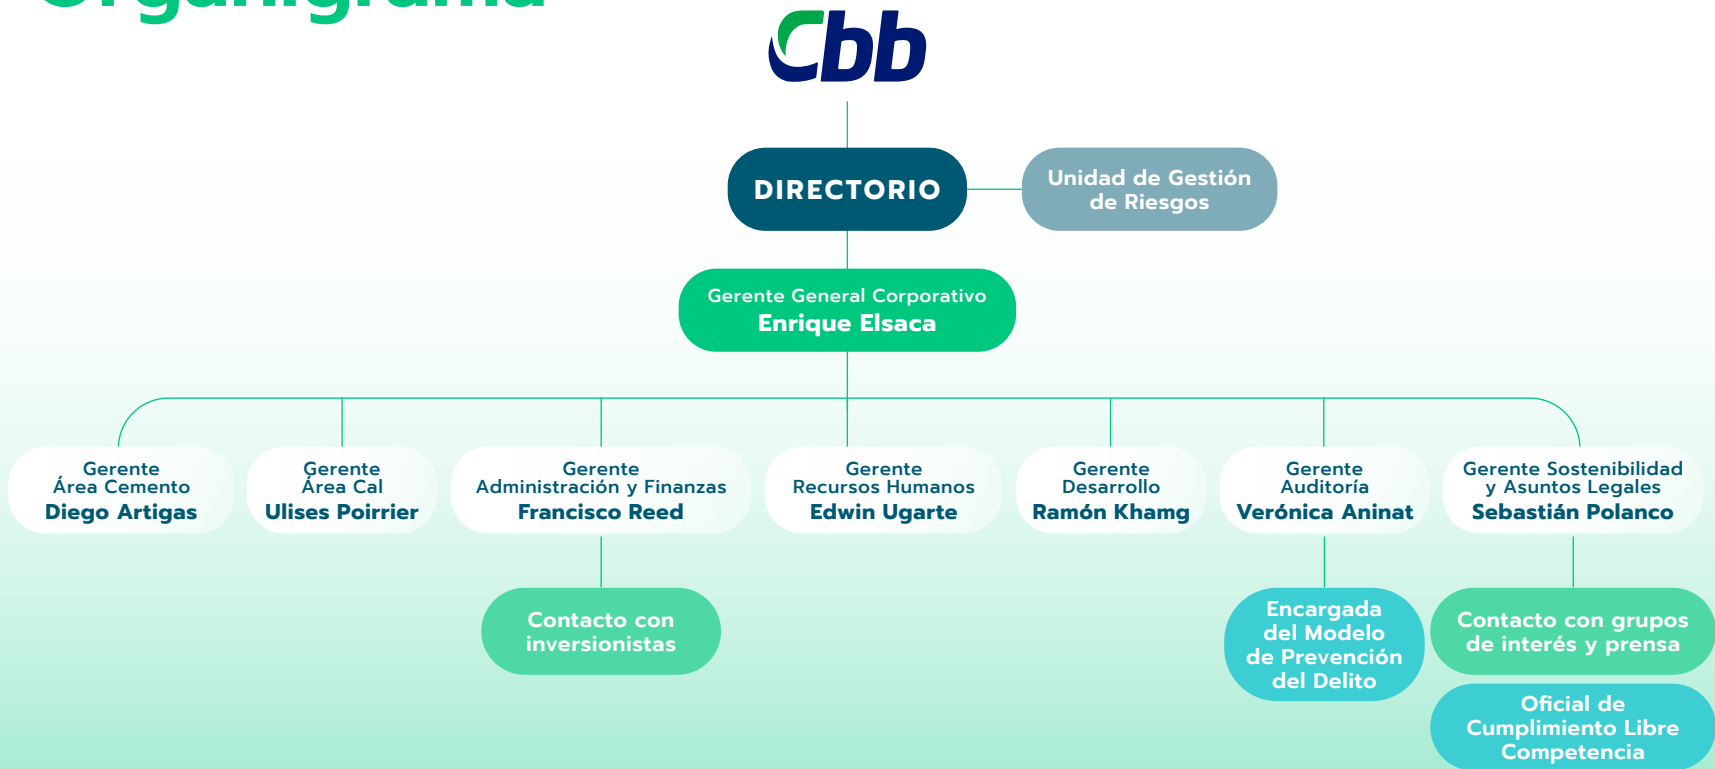 Organigrama
Cbb
DIRECTORIO
Unidad de Gestión
de Riesgos
Gerente General Corporativo
Enrique Elsaca
Gerente
Área Cemento
Diego Artigas
Gerente
Área Cal
Ulises Poirrier
Gerente
Administración y Finanzas
Francisco Reed
Gerente
Recursos Humanos
Edwin Ugarte
Gerente
Desarrollo
Ramón Khamg
Gerente
Auditoría
Verónica Aninat
Gerente Sostenibilidad
y Asuntos Legales
Sebastián Polanco
Contacto con
inversionistas
Encargada
del Modelo
de Prevención
del Delito
Contacto con grupos
de interés y prensa
Oficial de
Cumplimiento Libre
Competencia